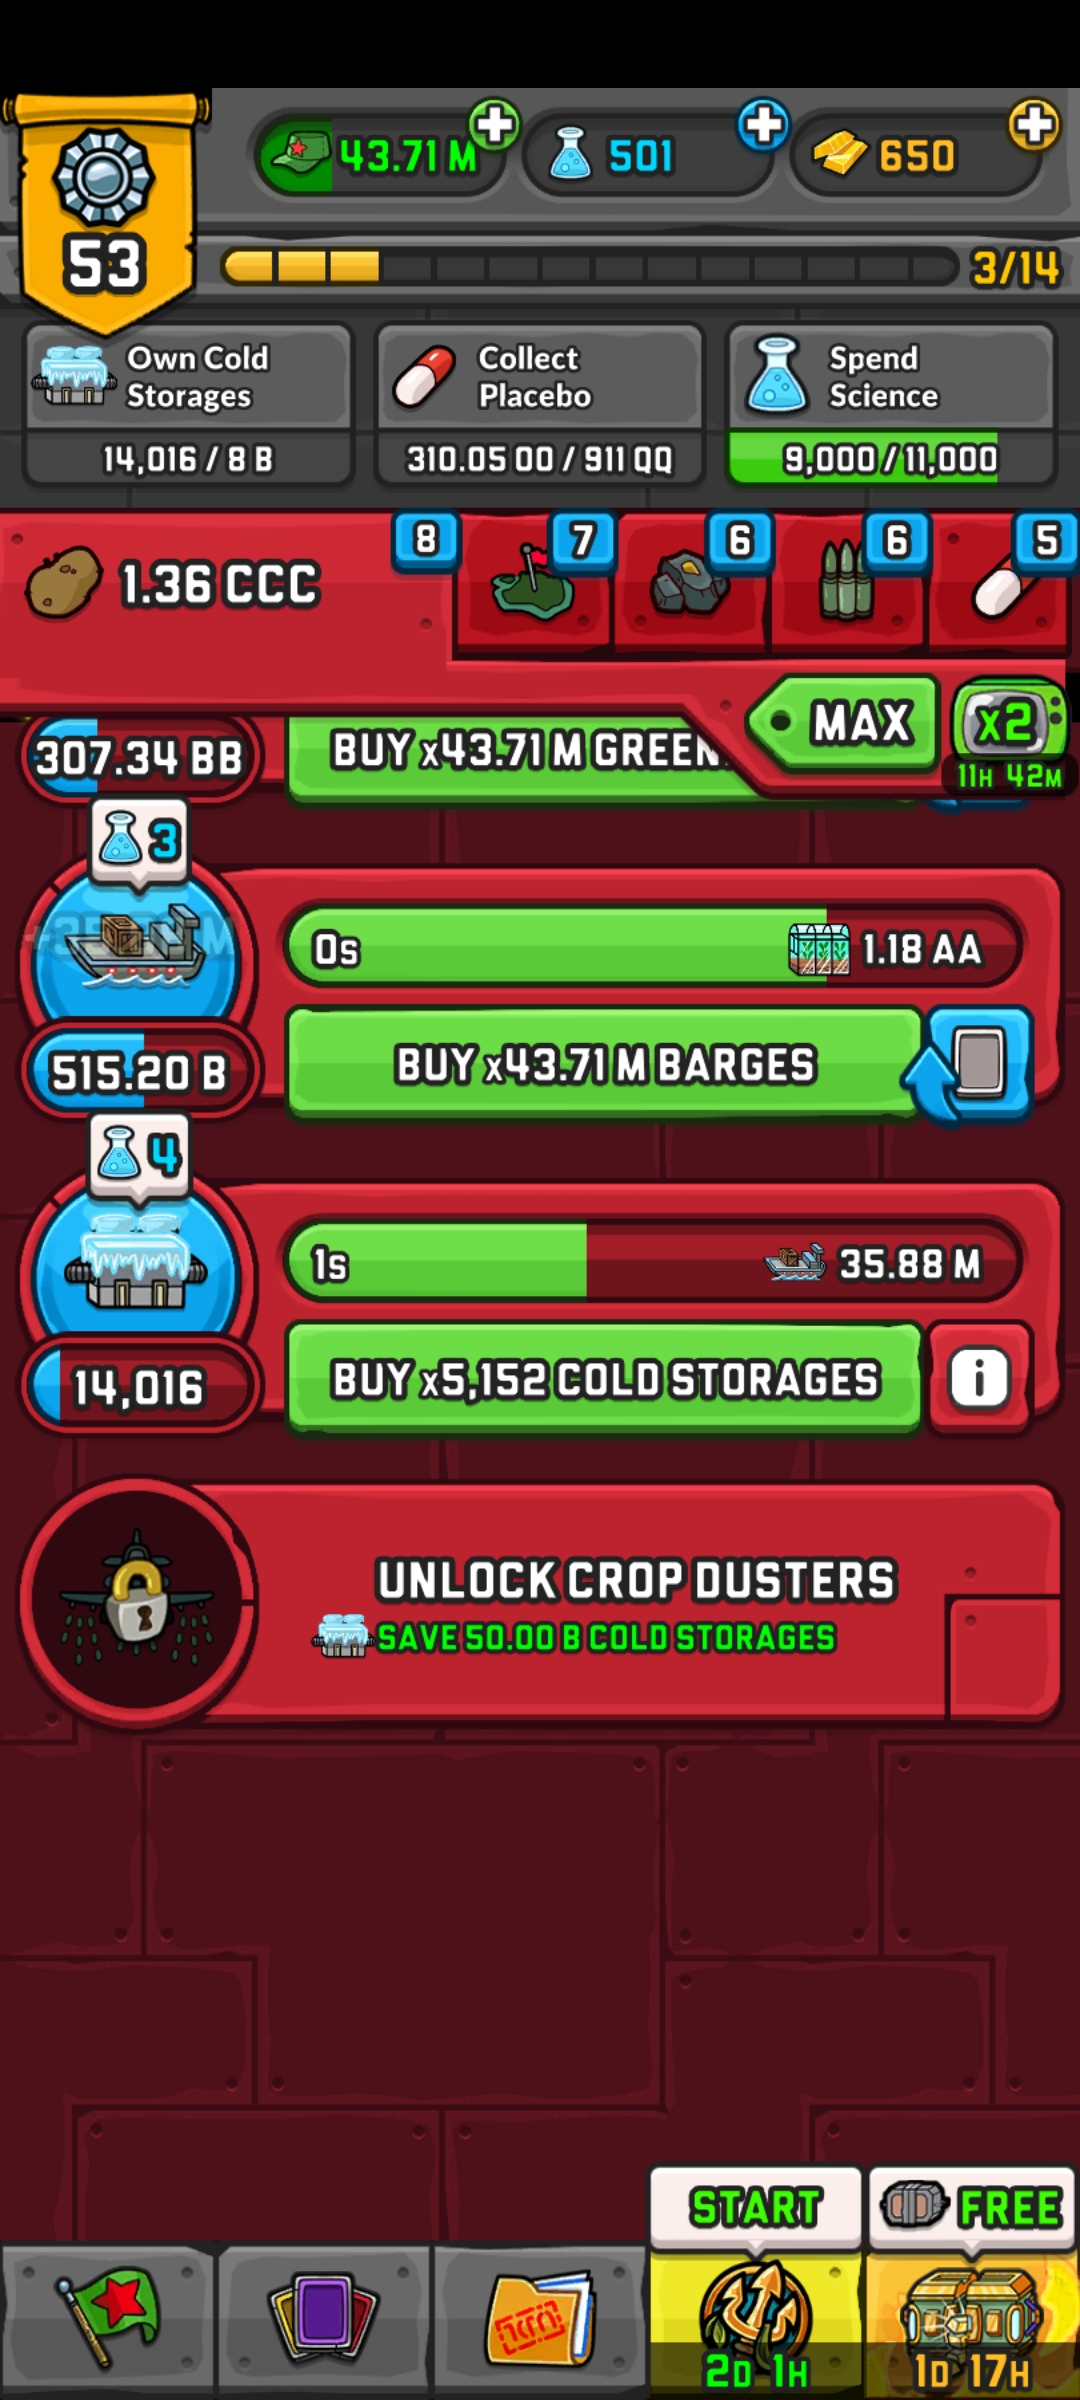 43.71 M
501
650
53
3/14
Own Cold Storages
14,016 / 8 B
Collect Placebo
310.05 OO / 911 QQ
Spend Science
9,000 / 11,000
1.36 CCC
8
7
6
6
5
MAX
x2
11H 42M
307.34 BB
BUY x43.71 M GREEN
3
0s
1.18 AA
515.20 B
BUY x43.71 M BARGES
4
1s
35.88 M
14,016
BUY x5,152 COLD STORAGES
i
UNLOCK CROP DUSTERS
SAVE 50.00 B COLD STORAGES
START
FREE
2D 1H
1D 17H